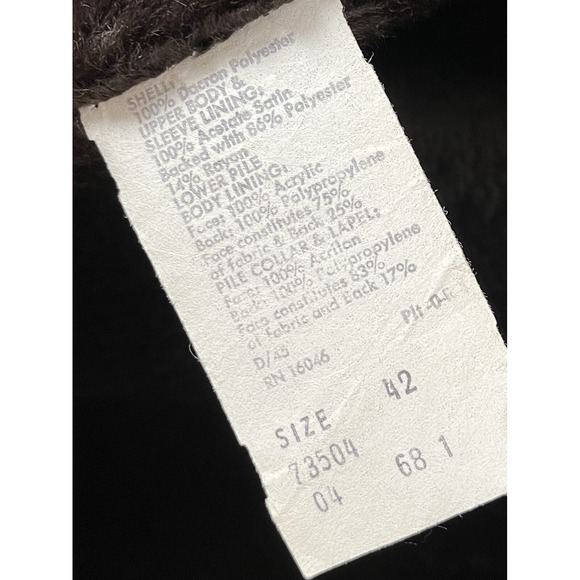 SHELL:
100% Dacron Polyester
UPPER BODY &
SLEEVE LINING:
100% Acetate Satin
Backed with 86% Polyester
14% Rayon
LOWER PILE
BODY LINING:
Face: 100% Acrylic
Back: 100% Polypropylene
Face constitutes 75%
of Fabric & Back 25%
PILE COLLAR & LAPEL:
Face: 100% Acrilan
Back: 100% Polypropylene
Face constitutes 83%
of Fabric and Back 17%
D/A5
RN 16046
SIZE 42
73504
04 68 1